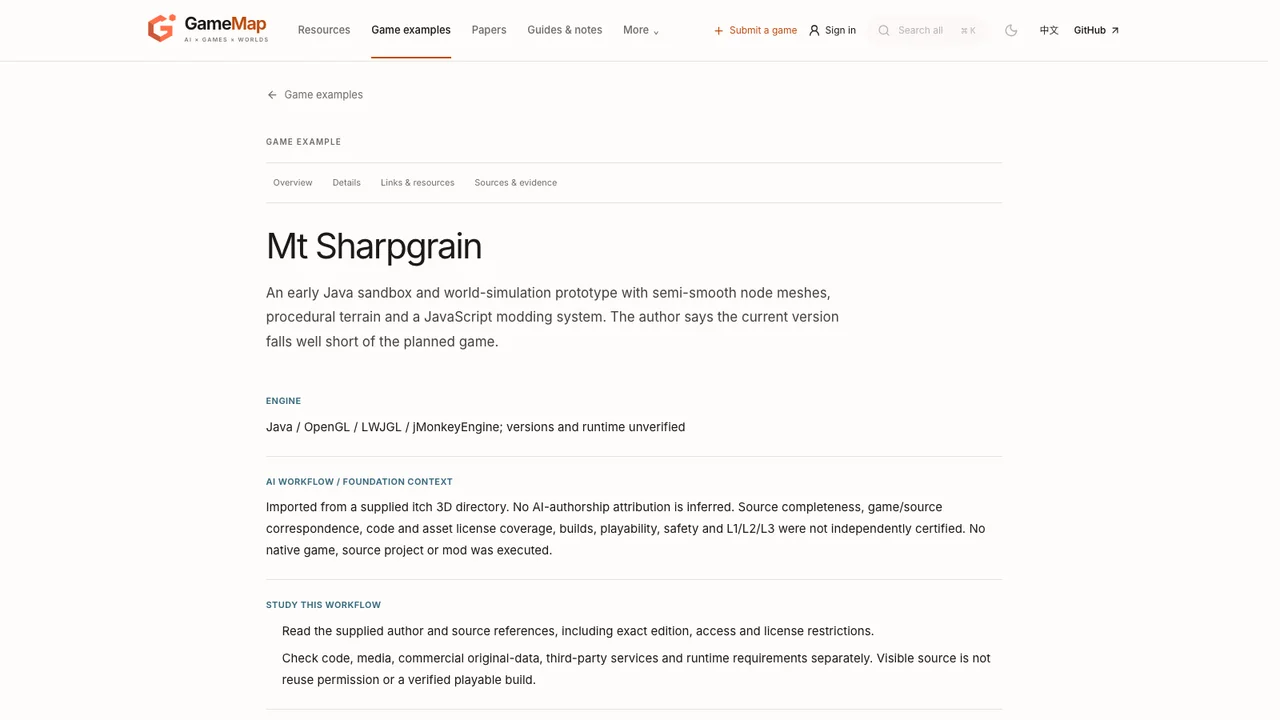 GameMap
AI × GAMES × WORLDS
Resources
Game examples
Papers
Guides & notes
More
Submit a game
Sign in
Search all
⌘ K
中文
GitHub
Game examples
GAME EXAMPLE
Overview
Details
Links & resources
Sources & evidence
Mt Sharpgrain
An early Java sandbox and world-simulation prototype with semi-smooth node meshes,
procedural terrain and a JavaScript modding system. The author says the current version
falls well short of the planned game.
ENGINE
Java / OpenGL / LWJGL / jMonkeyEngine; versions and runtime unverified
AI WORKFLOW / FOUNDATION CONTEXT
Imported from a supplied itch 3D directory. No AI-authorship attribution is inferred. Source completeness, game/source
correspondence, code and asset license coverage, builds, playability, safety and L1/L2/L3 were not independently certified. No
native game, source project or mod was executed.
STUDY THIS WORKFLOW
Read the supplied author and source references, including exact edition, access and license restrictions.
Check code, media, commercial original-data, third-party services and runtime requirements separately. Visible source is not
reuse permission or a verified playable build.